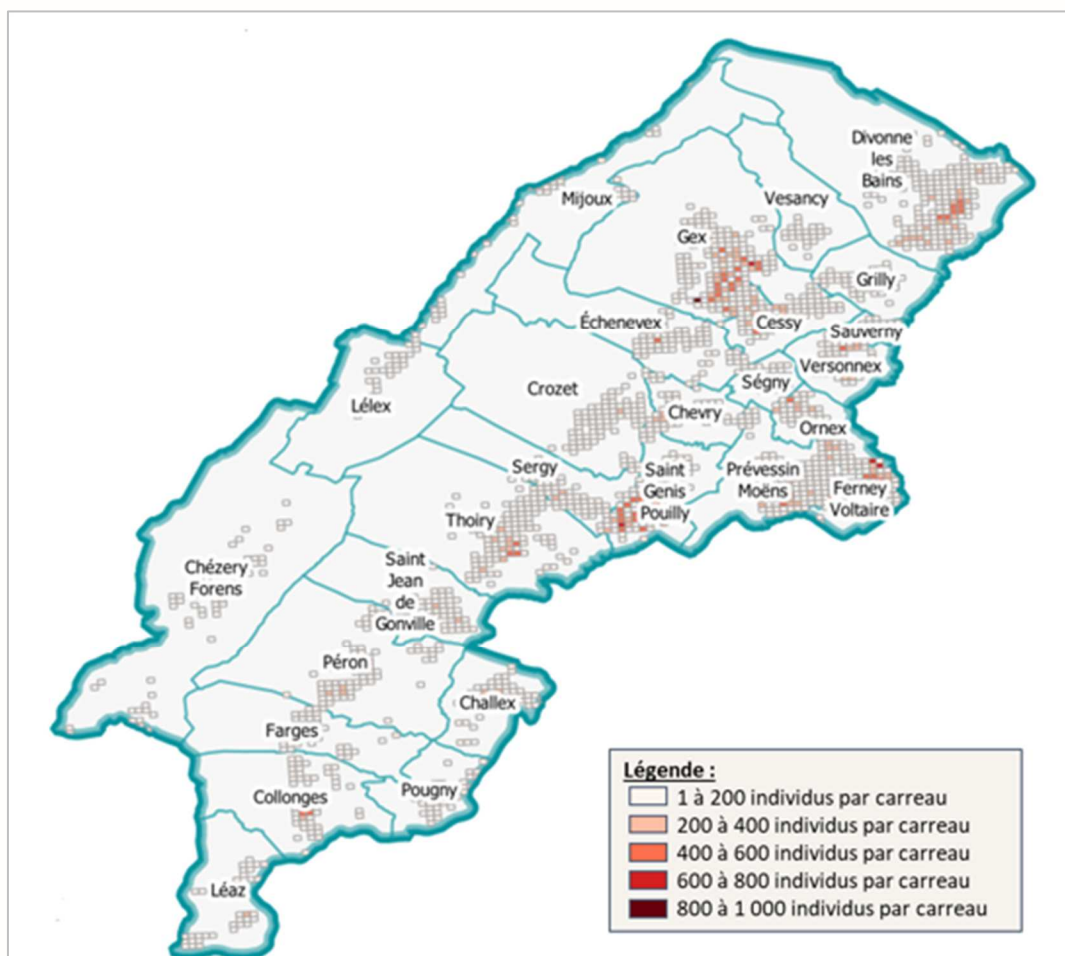 Divonne
les
Bains
Mijoux
Vesancy
Gex
Grilly
Échenevex
Cessy
Sauverny
Versonnex
Ségny
Crozet
Lélex
Chevry
Ornex
Sergy
Saint
Genis
Pouilly
Prévessin
Moëns
Ferney
Voltaire
Thoiry
Saint
Jean
de
Gonville
Chézery
Forens
Péron
Challex
Farges
Collonges
Pougny
Léaz
Légende :
1 à 200 individus par carreau
200 à 400 individus par carreau
400 à 600 individus par carreau
600 à 800 individus par carreau
800 à 1 000 individus par carreau